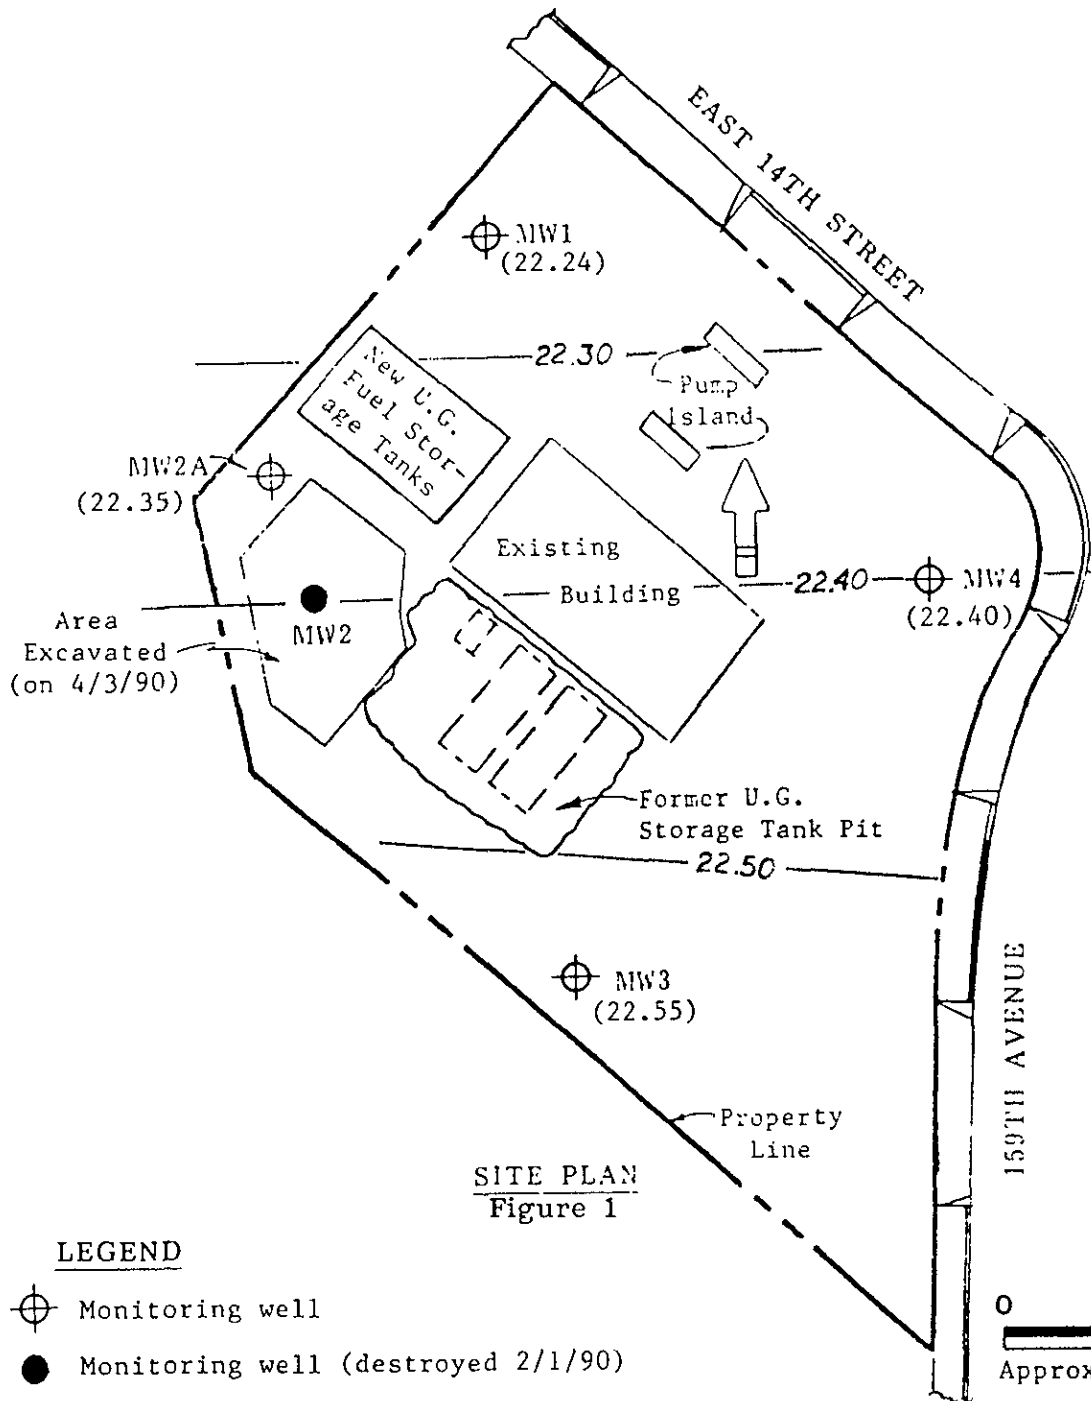 EAST 14TH STREET
MW1
(22.24)
22.30
New U.G.
Fuel Stor-
age Tanks
Pump
island
MW2A
(22.35)
Existing
Building
22.40
MW4
(22.40)
Area
Excavated
(on 4/3/90)
MW2
Former U.G.
Storage Tank Pit
22.50
MW3
(22.55)
159TH AVENUE
Property
Line
SITE PLAN
Figure 1
LEGEND
Monitoring well
Monitoring well (destroyed 2/1/90)
0
Approx